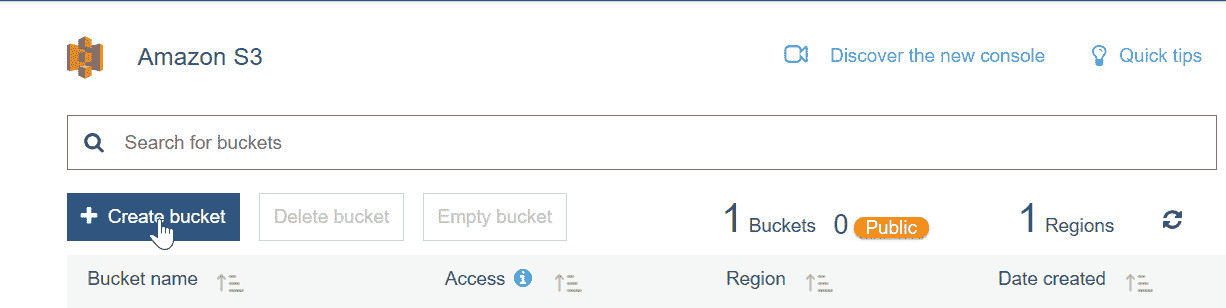 Amazon S3 Discover the new console Quick tips
Search for buckets
Create bucket Delete bucket Empty bucket 1 Buckets 0 Public 1 Regions
Bucket name Access Region Date created